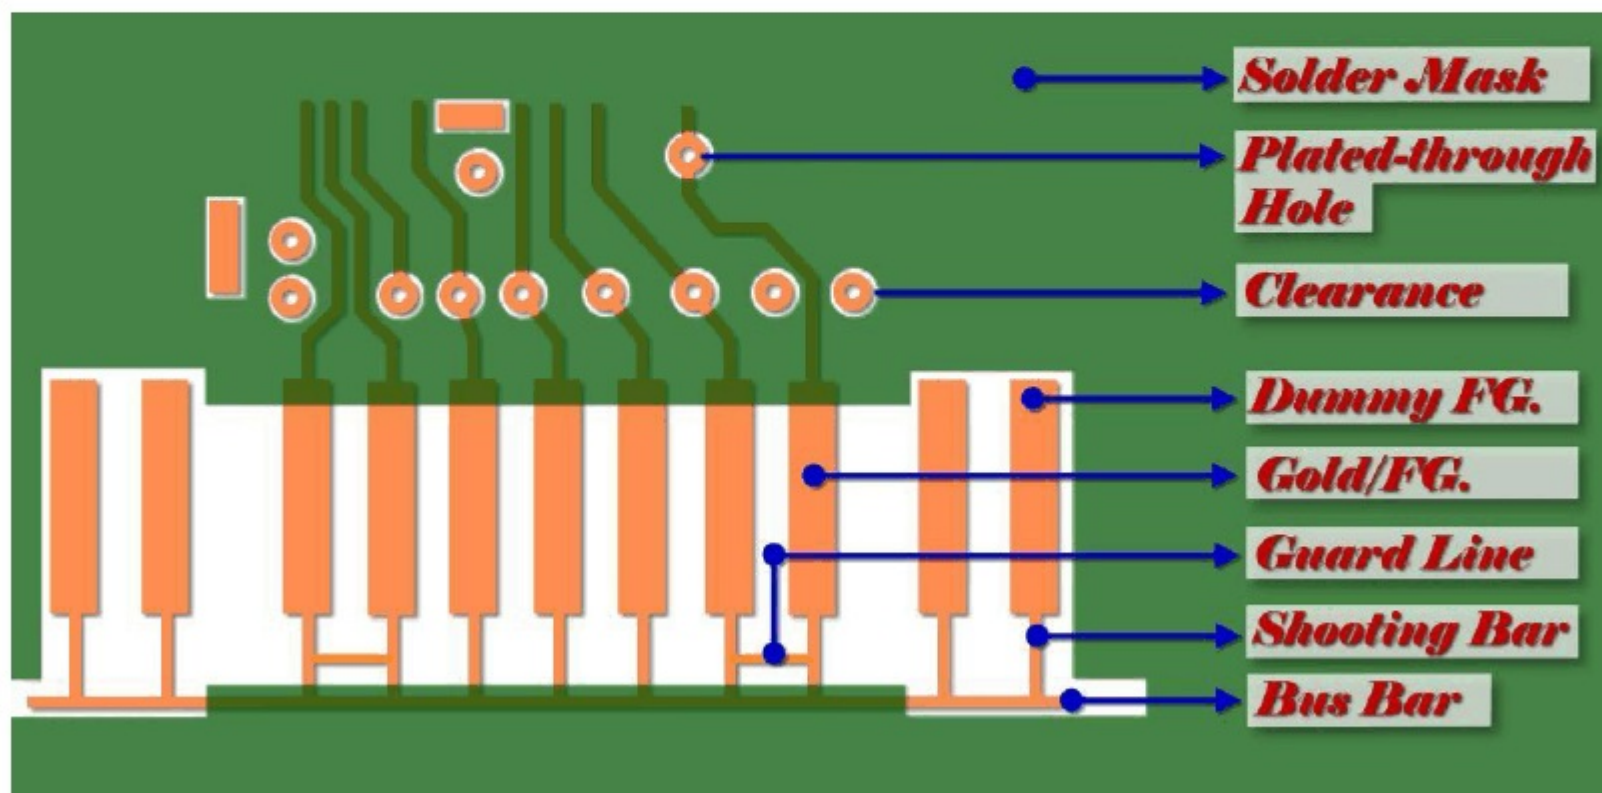 Solder Mask
Plated-through
Hole
Clearance
Dummy FG.
Gold/FG.
Guard Line
Shooting Bar
Bus Bar